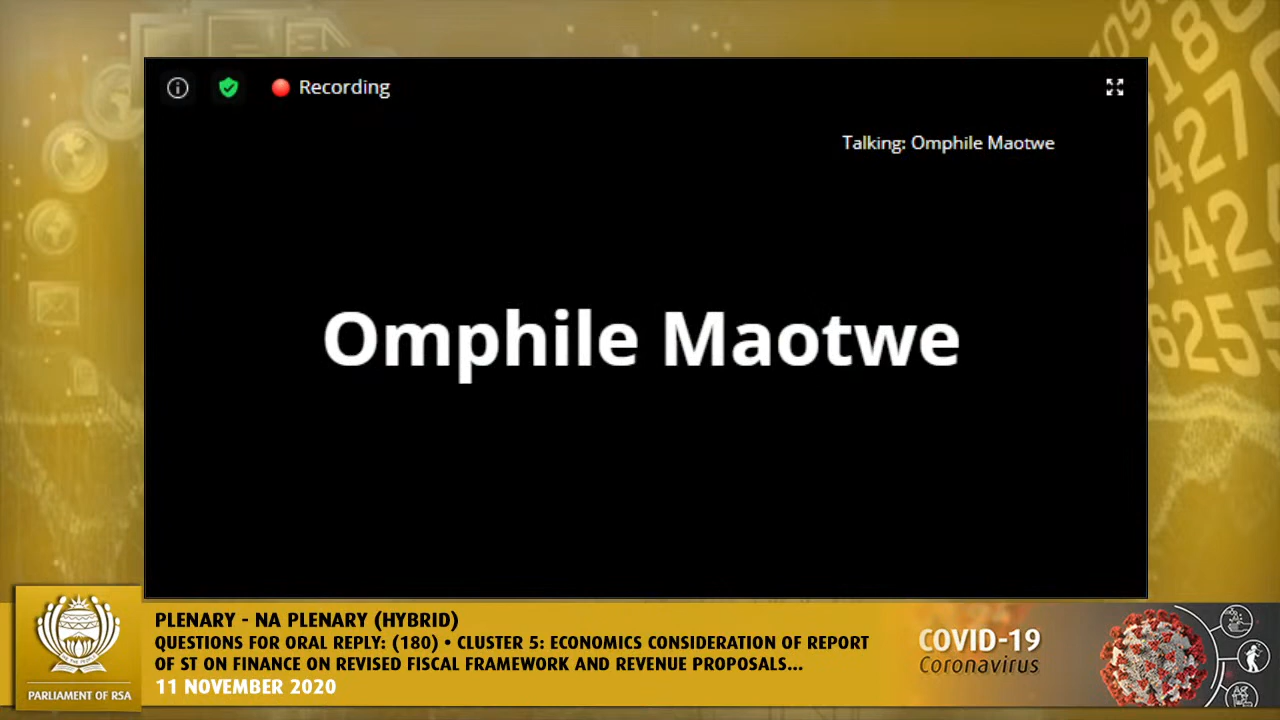 Recording
Talking: Omphile Maotwe
Omphile Maotwe
PLENARY - NA PLENARY (HYBRID)
QUESTIONS FOR ORAL REPLY: (180) • CLUSTER 5: ECONOMICS CONSIDERATION OF REPORT
OF ST ON FINANCE ON REVISED FISCAL FRAMEWORK AND REVENUE PROPOSALS...
11 NOVEMBER 2020
PARLIAMENT OF RSA
COVID-19
Coronavirus